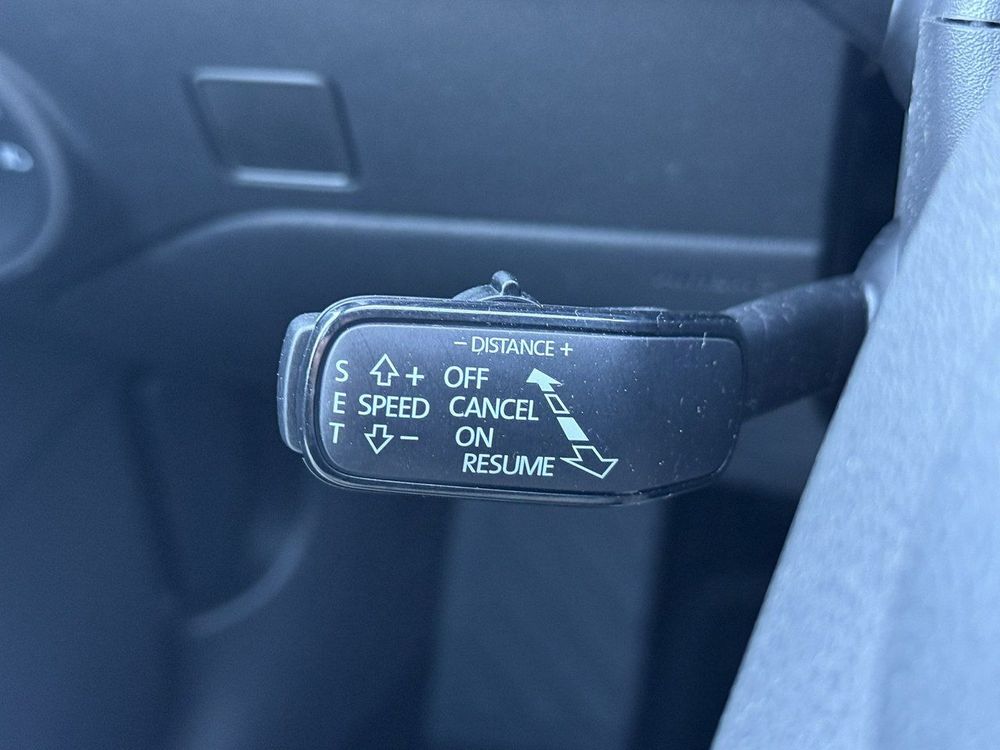 – DISTANCE +
S + OFF
E SPEED CANCEL
T – ON
RESUME